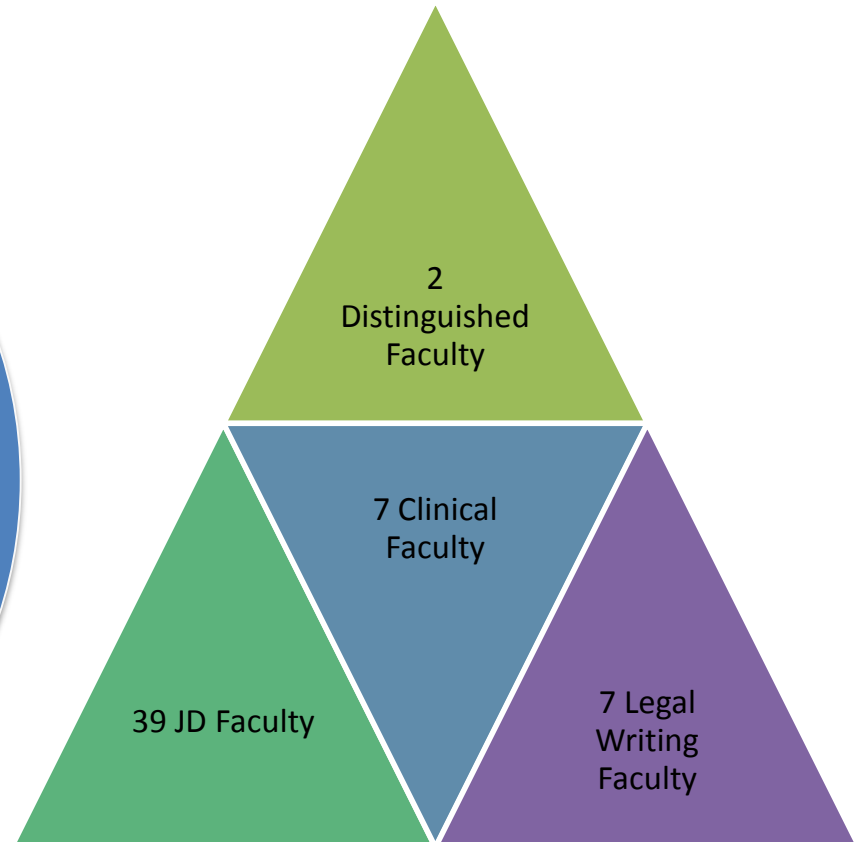 2
Distinguished
Faculty
7 Clinical
Faculty
39 JD Faculty
7 Legal
Writing
Faculty